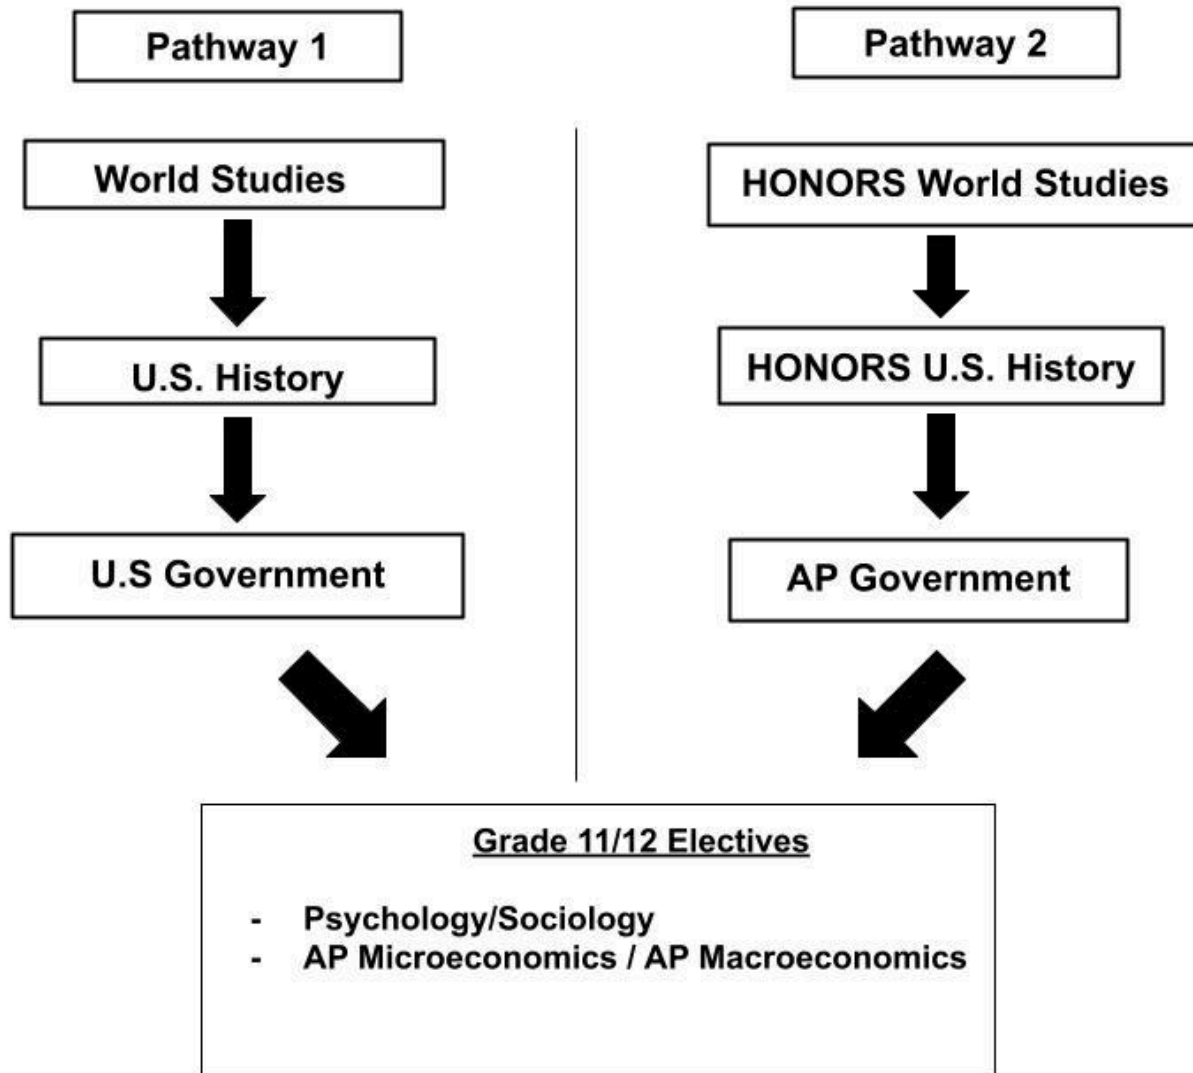 Pathway 1
World Studies
U.S. History
U.S Government
Pathway 2
HONORS World Studies
HONORS U.S. History
AP Government
Grade 11/12 Electives
- Psychology/Sociology
- AP Microeconomics / AP Macroeconomics